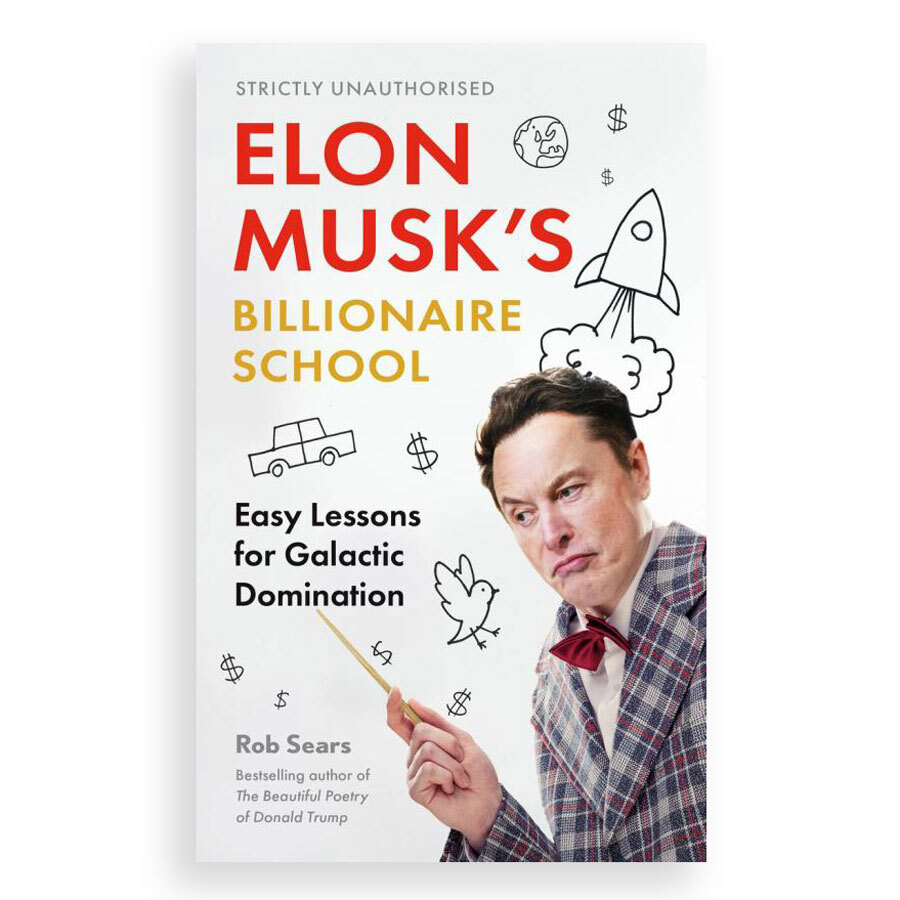 STRICTLY UNAUTHORISED
ELON
MUSK'S
BILLIONAIRE
SCHOOL
$
$
$
Easy Lessons
for Galactic
Domination
$
$
$
$
Rob Sears
Bestselling author of
The Beautiful Poetry
of Donald Trump